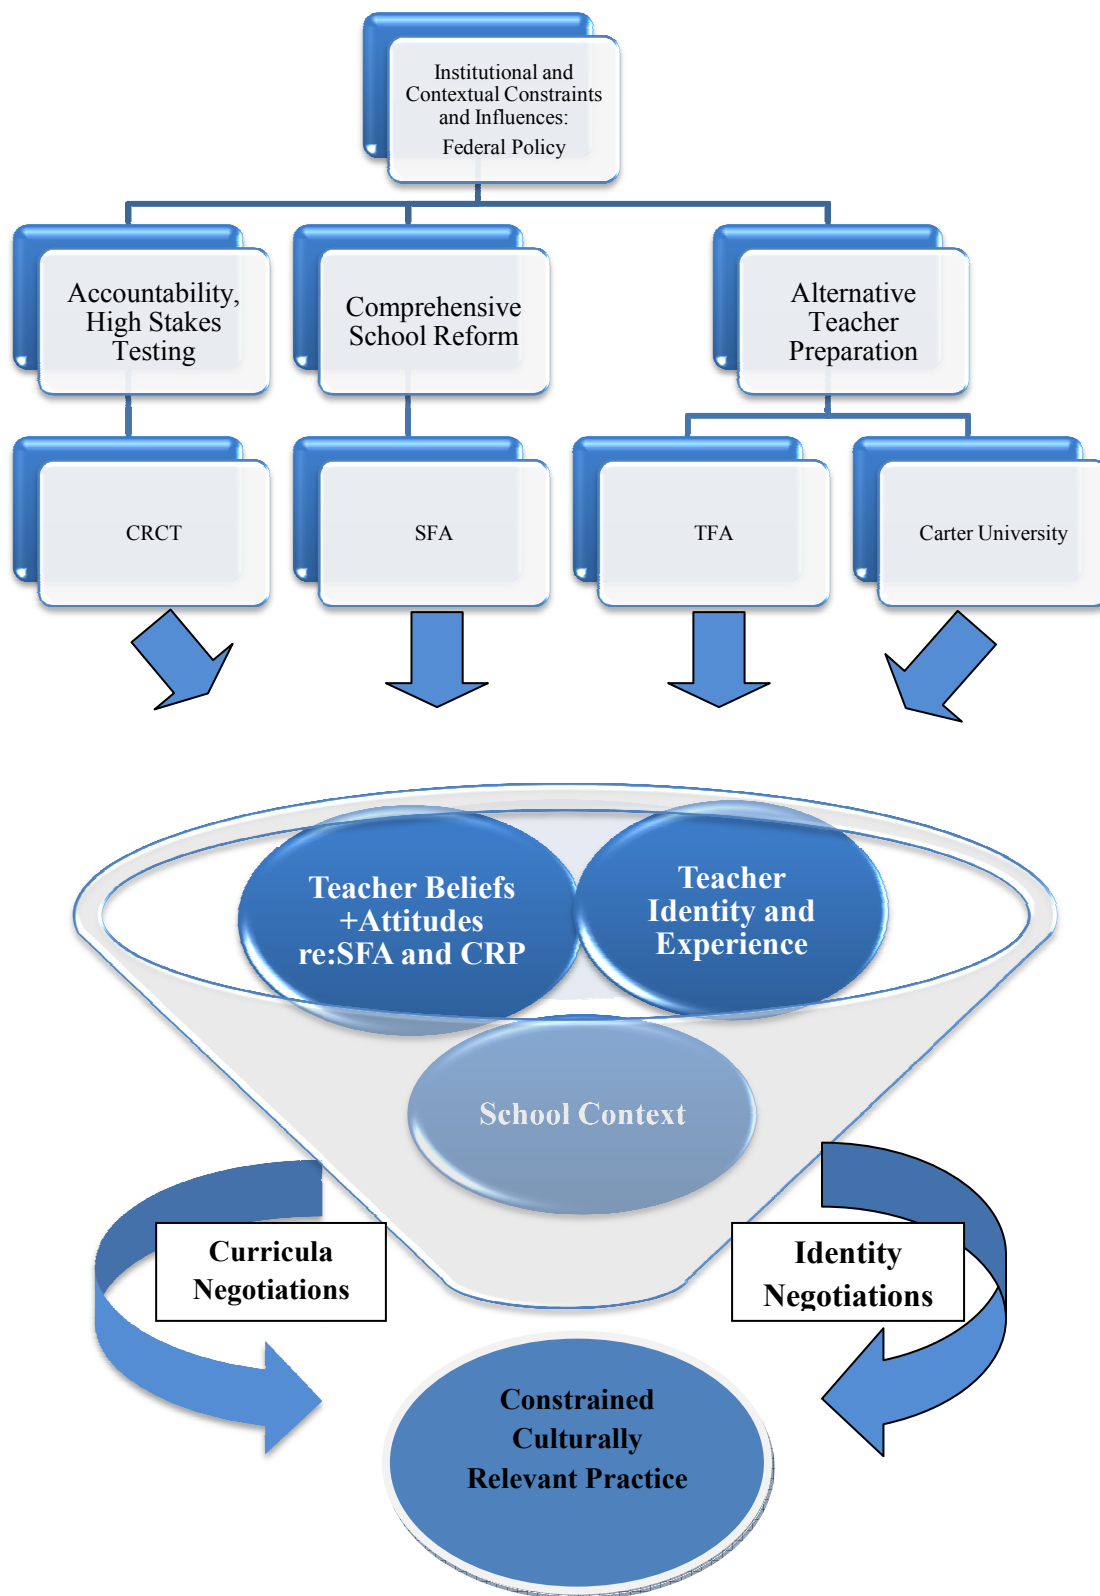 Institutional and
Contextual Constraints
and Influences:
Federal Policy
Accountability,
High Stakes
Testing
Comprehensive
School Reform
Alternative
Teacher
Preparation
CRCT
SFA
TFA
Carter University
Teacher Beliefs
+Attitudes
re:SFA and CRP
Teacher
Identity and
Experience
School Context
Curricula
Negotiations
Identity
Negotiations
Constrained
Culturally
Relevant Practice